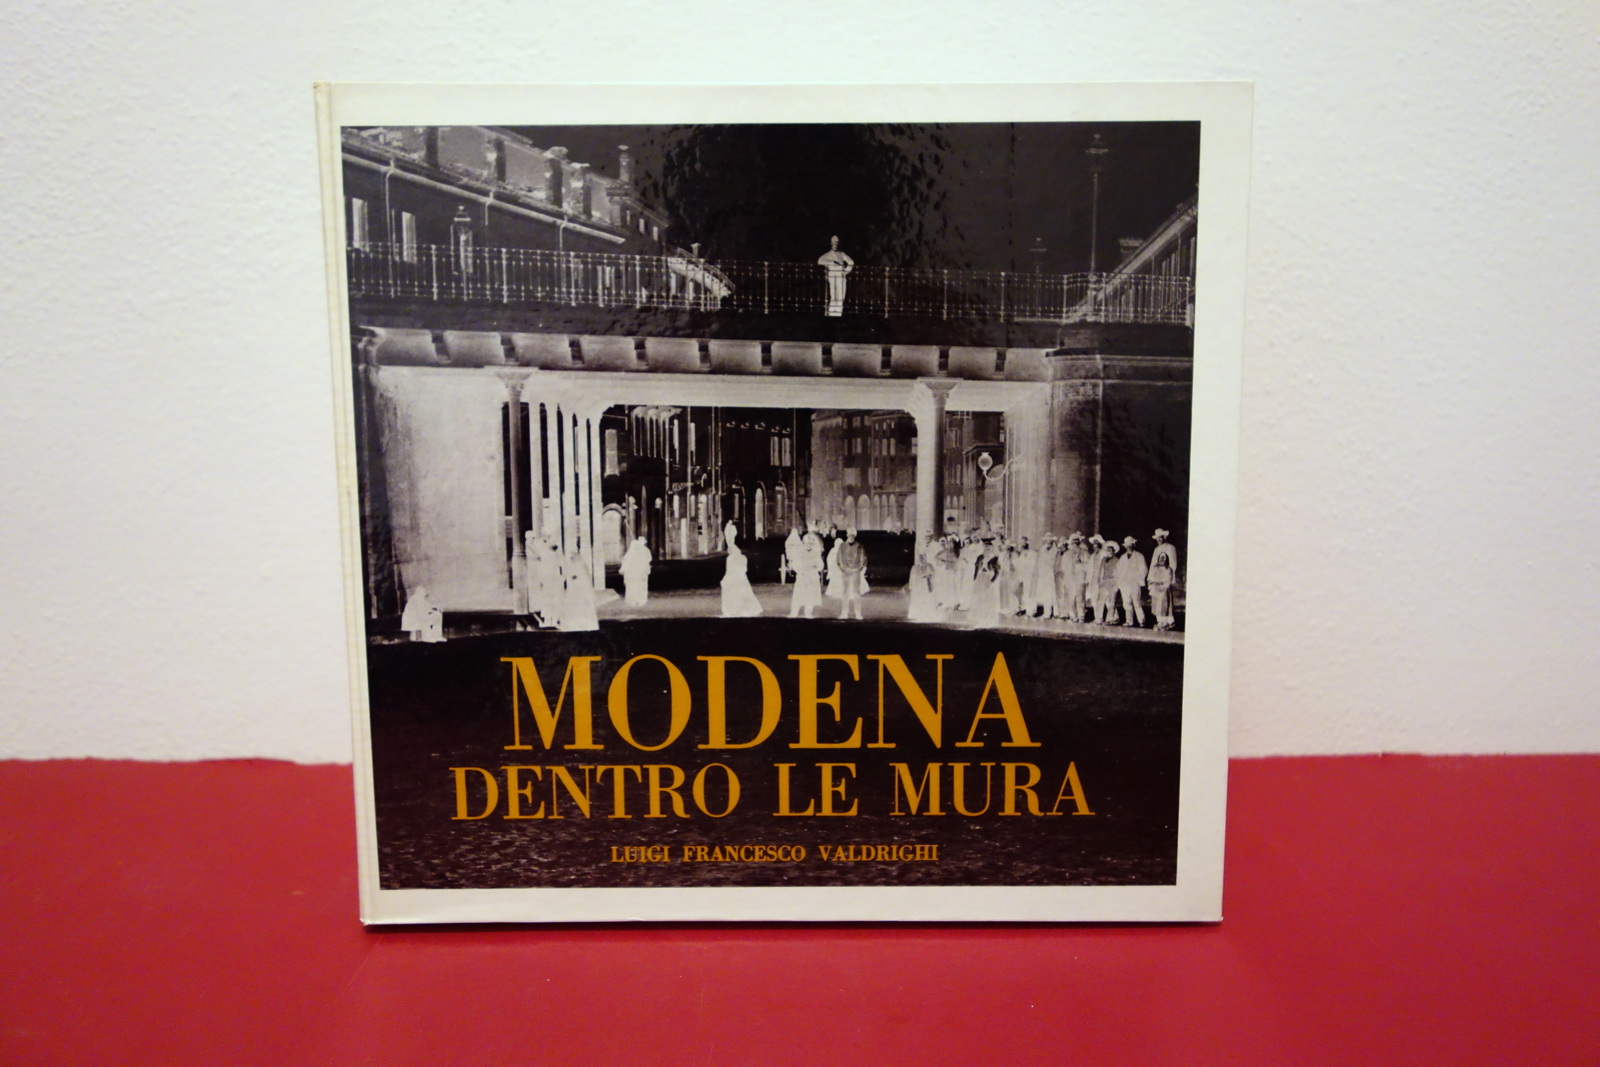 MODENA
DENTRO LE MURA
LUIGI FRANCESCO VALDRIGHI